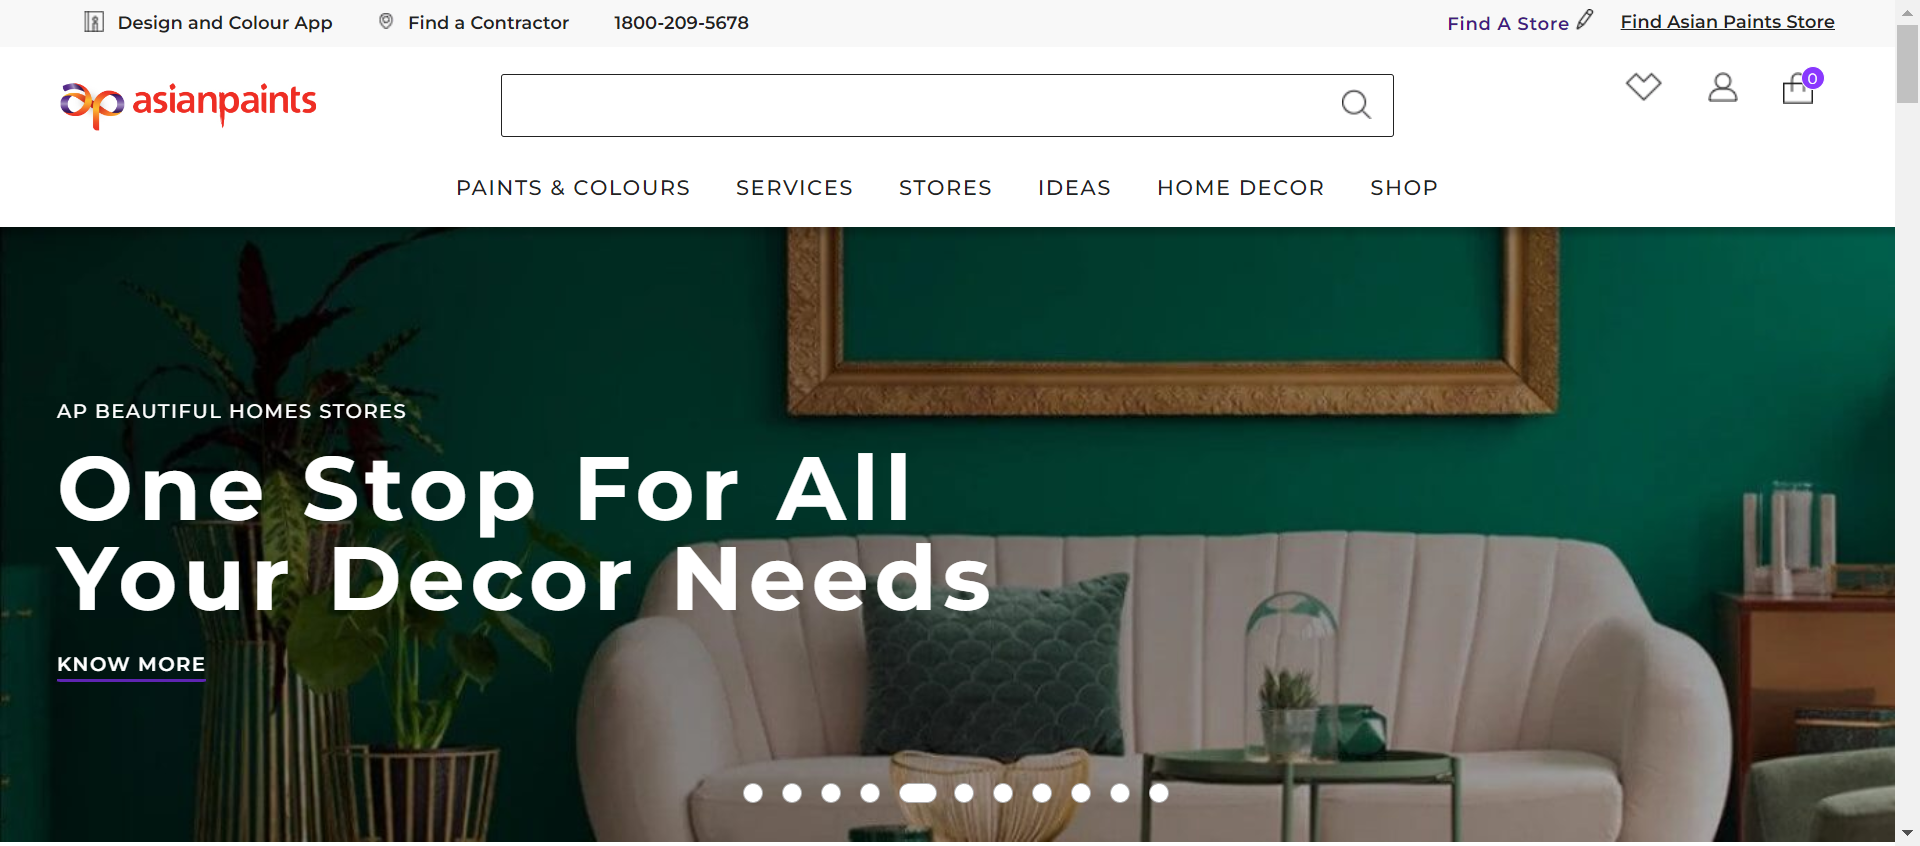 Design and Colour App
Find a Contractor
1800-209-5678
Find A Store
Find Asian Paints Store
ap asianpaints
0
PAINTS & COLOURS
SERVICES
STORES
IDEAS
HOME DECOR
SHOP
AP BEAUTIFUL HOMES STORES
One Stop For All
Your Decor Needs
KNOW MORE